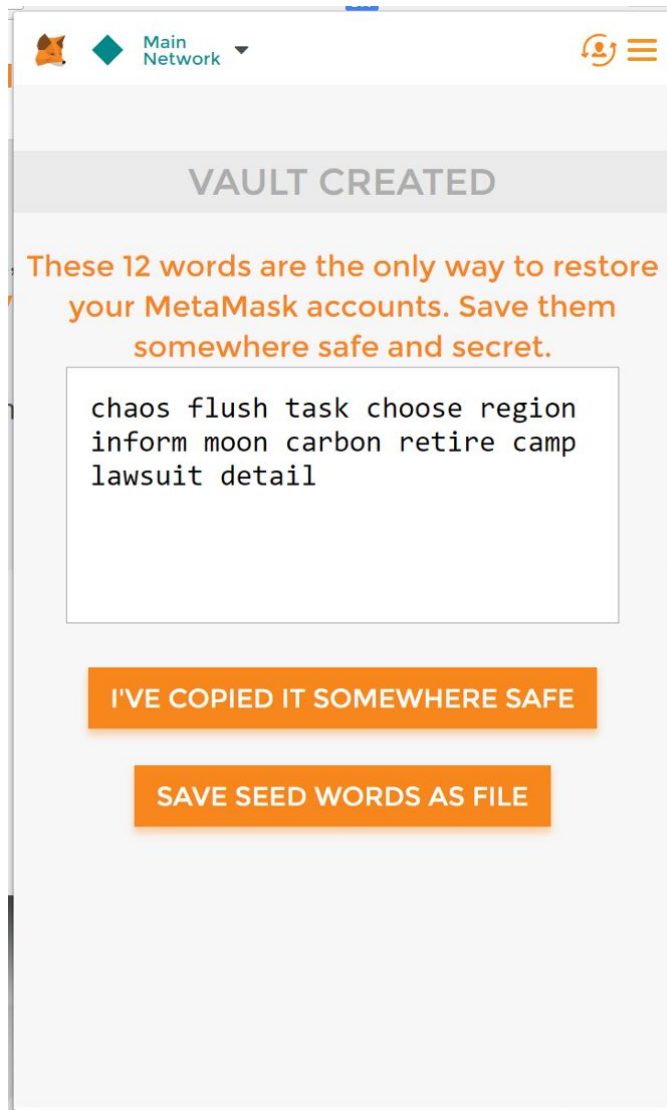 Main
Network
VAULT CREATED
These 12 words are the only way to restore
your MetaMask accounts. Save them
somewhere safe and secret.
chaos flush task choose region
inform moon carbon retire camp
lawsuit detail
I'VE COPIED IT SOMEWHERE SAFE
SAVE SEED WORDS AS FILE